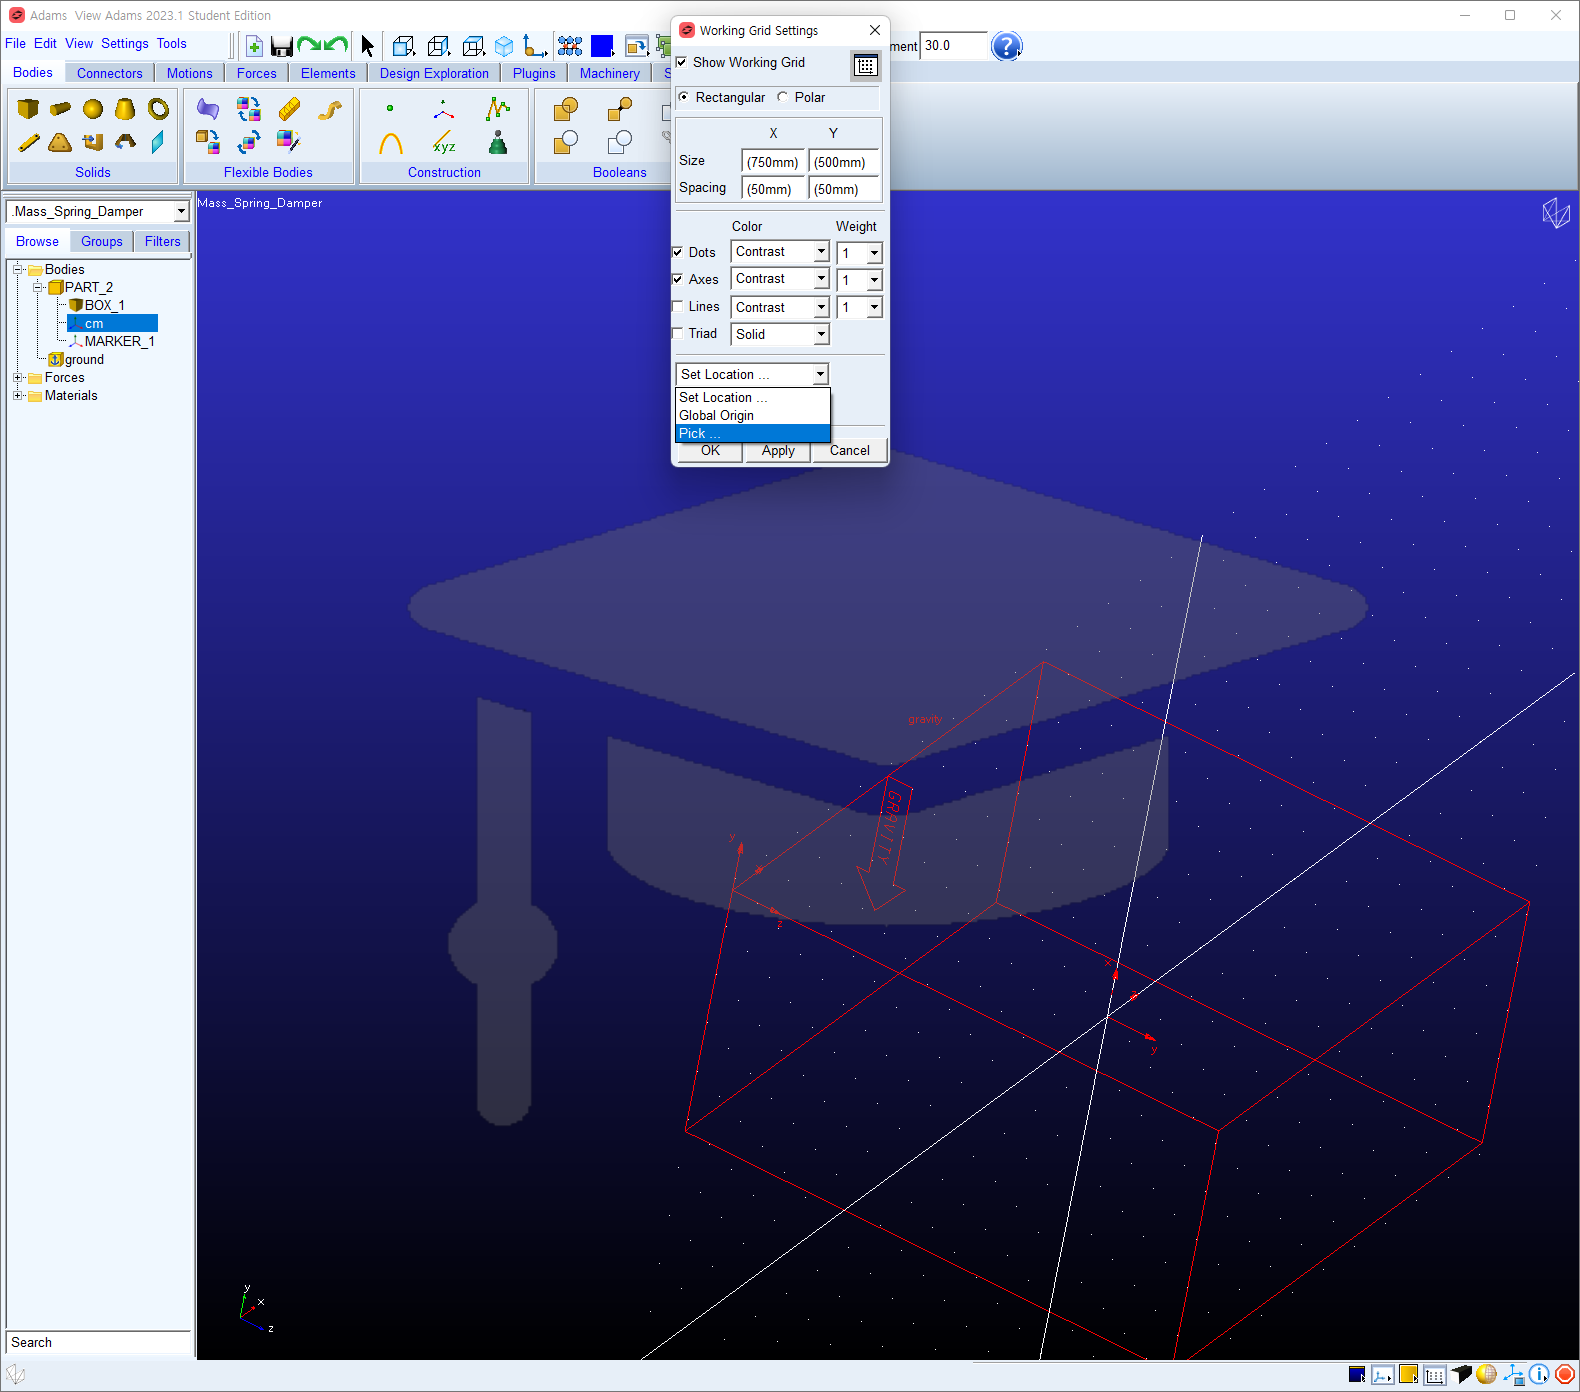 Adams View Adams 2023.1 Student Edition
File Edit View Settings Tools
ment 30.0
Bodies Connectors Motions Forces Elements Design Exploration Plugins Machinery S
xyz
Solids Flexible Bodies Construction Booleans
.Mass_Spring_Damper
Browse Groups Filters
Bodies
PART_2
BOX_1
cm
MARKER_1
ground
Forces
Materials
Search
Mass_Spring_Damper
Working Grid Settings
Show Working Grid
Rectangular Polar
X Y
Size (750mm) (500mm)
Spacing (50mm) (50mm)
Color Weight
Dots Contrast 1
Axes Contrast 1
Lines Contrast 1
Triad Solid
Set Location ...
Set Location ...
Global Origin
Pick ...
OK Apply Cancel
gravity
GRAVITY
y
z
x
y
y
x
z